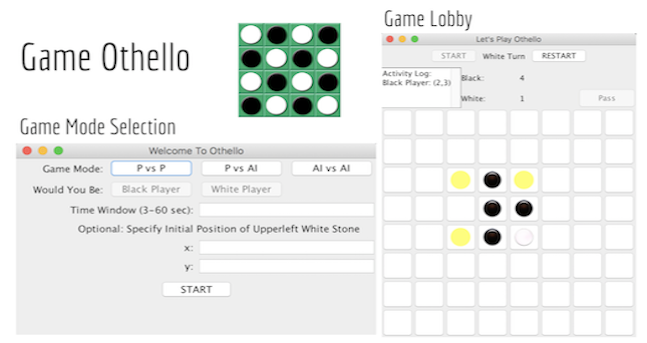 Game Othello
Game Mode Selection
Welcome To Othello
Game Mode: P vs P P vs AI AI vs AI
Would You Be: Black Player White Player
Time Window (3-60 sec):
Optional: Specify Initial Position of Upperleft White Stone
x:
y:
START
Game Lobby
Let's Play Othello
START White Turn RESTART
Activity Log:
Black Player: (2,3)
Black: 4
White: 1 Pass